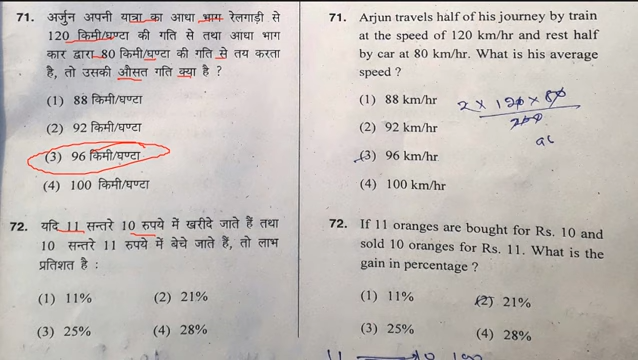 71. अर्जुन अपनी यात्रा का आधा भाग रेलगाड़ी से
120 किमी/घण्टा की गति से तथा आधा भाग
कार द्वारा 80 किमी/घण्टा की गति से तय करता
है, तो उसकी औसत गति क्या है ?
(1) 88 किमी/घण्टा
(2) 92 किमी/घण्टा
(3) 96 किमी/घण्टा
(4) 100 किमी/घण्टा
72. यदि 11 सन्तरे 10 रुपये में खरीदे जाते हैं तथा
10 सन्तरे 11 रुपये में बेचे जाते हैं, तो लाभ
प्रतिशत है :
(1) 11% (2) 21%
(3) 25% (4) 28%
71. Arjun travels half of his journey by train
at the speed of 120 km/hr and rest half
by car at 80 km/hr. What is his average
speed ?
(1) 88 km/hr
2 × 120 × 80
200
(2) 92 km/hr
(3) 96 km/hr
(4) 100 km/hr
72. If 11 oranges are bought for Rs. 10 and
sold 10 oranges for Rs. 11. What is the
gain in percentage ?
(1) 11% (2) 21%
(3) 25% (4) 28%